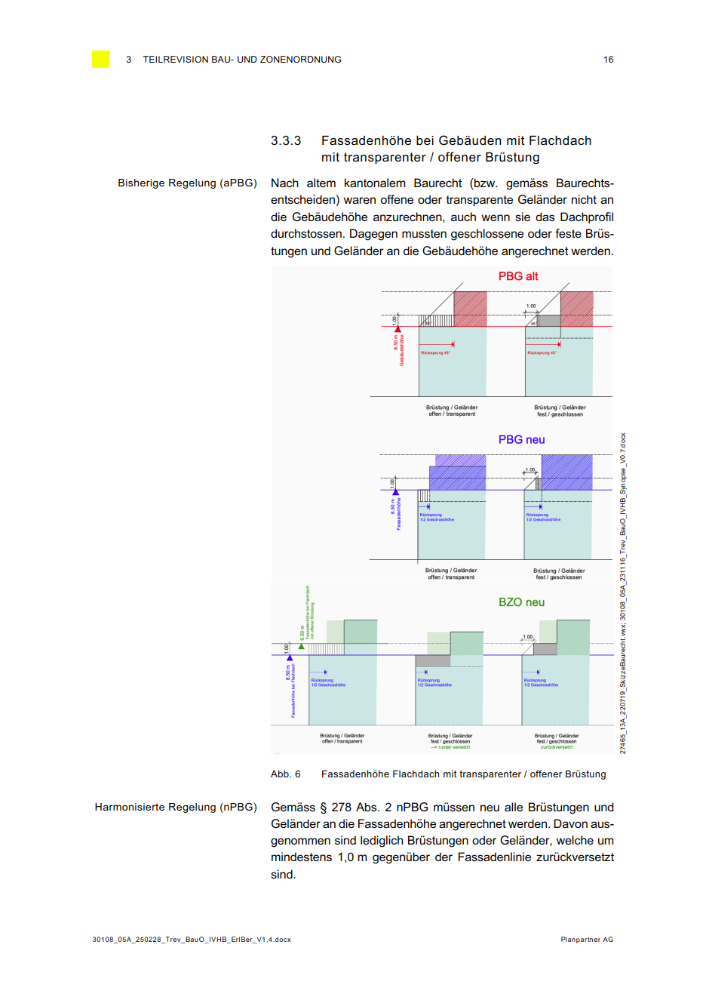 3 TEILREVISION BAU- UND ZONENORDNUNG 16
3.3.3 Fassadenhöhe bei Gebäuden mit Flachdach
mit transparenter / offener Brüstung
Bisherige Regelung (aPBG)
Nach altem kantonalem Baurecht (bzw. gemäss Baurechts-
entscheiden) waren offene oder transparente Geländer nicht an
die Gebäudehöhe anzurechnen, auch wenn sie das Dachprofil
durchstossen. Dagegen mussten geschlossene oder feste Brüs-
tungen und Geländer an die Gebäudehöhe angerechnet werden.
PBG alt
1.00
1.00
45°
45°
8.50 m
Gebäudehöhe
Rücksprung 45°
Rücksprung 45°
Brüstung / Geländer
offen / transparent
Brüstung / Geländer
fest / geschlossen
PBG neu
1.00
1.00
8.50 m
Fassadenhöhe
Rücksprung
1/2 Geschosshöhe
Rücksprung
1/2 Geschosshöhe
Brüstung / Geländer
offen / transparent
Brüstung / Geländer
fest / geschlossen
BZO neu
9.50 m
Fassadenhöhe bei Flachdach
mit offener Brüstung
1.00
1.00
8.50 m
Fassadenhöhe bei Flachdach
Rücksprung
1/2 Geschosshöhe
Rücksprung
1/2 Geschosshöhe
Rücksprung
1/2 Geschosshöhe
Brüstung / Geländer
offen / transparent
Brüstung / Geländer
fest / geschlossen
--> runter versetzt
Brüstung / Geländer
fest / geschlossen
zurückversetzt
27465_13A_220719_SkizzeBaurecht.vwx; 30108_05A_231116_Trev_BauO_IVHB_Synopse_V0.7.docx
Abb. 6 Fassadenhöhe Flachdach mit transparenter / offener Brüstung
Harmonisierte Regelung (nPBG)
Gemäss § 278 Abs. 2 nPBG müssen neu alle Brüstungen und
Geländer an die Fassadenhöhe angerechnet werden. Davon aus-
genommen sind lediglich Brüstungen oder Geländer, welche um
mindestens 1,0 m gegenüber der Fassadenlinie zurückversetzt
sind.
30108_05A_250228_Trev_BauO_IVHB_ErlBer_V1.4.docx Planpartner AG